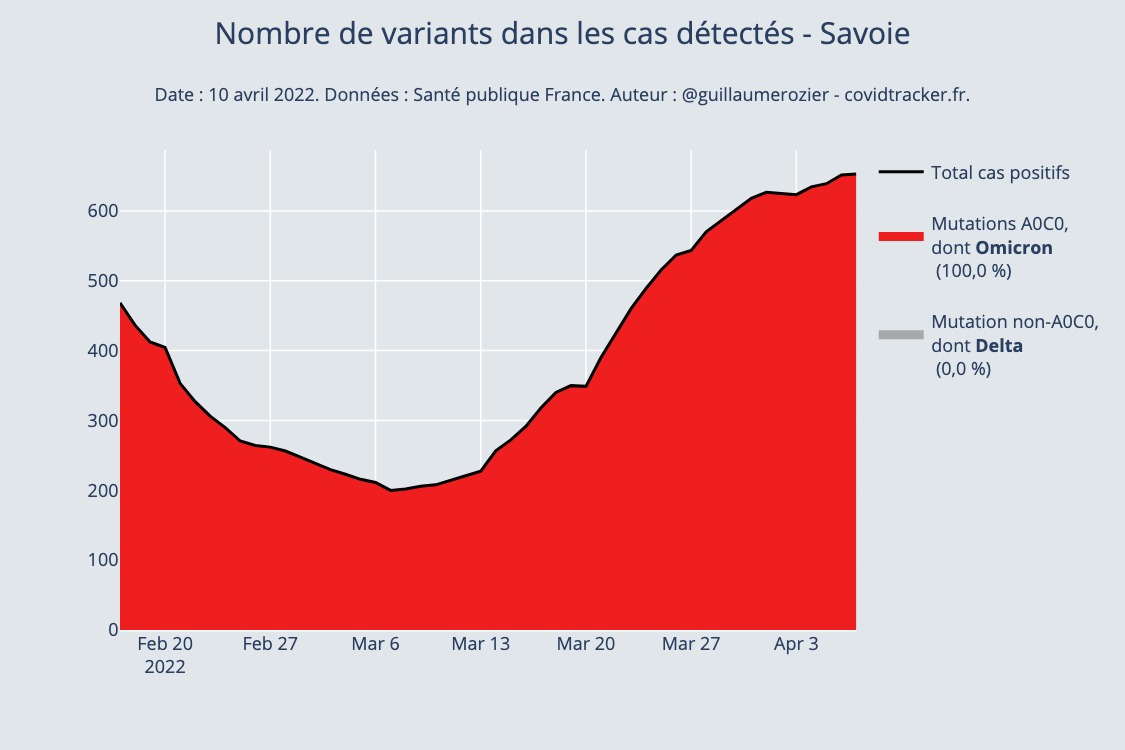 Nombre de variants dans les cas détectés - Savoie
Date : 10 avril 2022. Données : Santé publique France. Auteur : @guillaumerozier - covidtracker.fr.
Total cas positifs
Mutations A0C0,
dont Omicron
(100,0 %)
Mutation non-A0C0,
dont Delta
(0,0 %)
600
500
400
300
200
100
0
Feb 20 Feb 27 Mar 6 Mar 13 Mar 20 Mar 27 Apr 3
2022